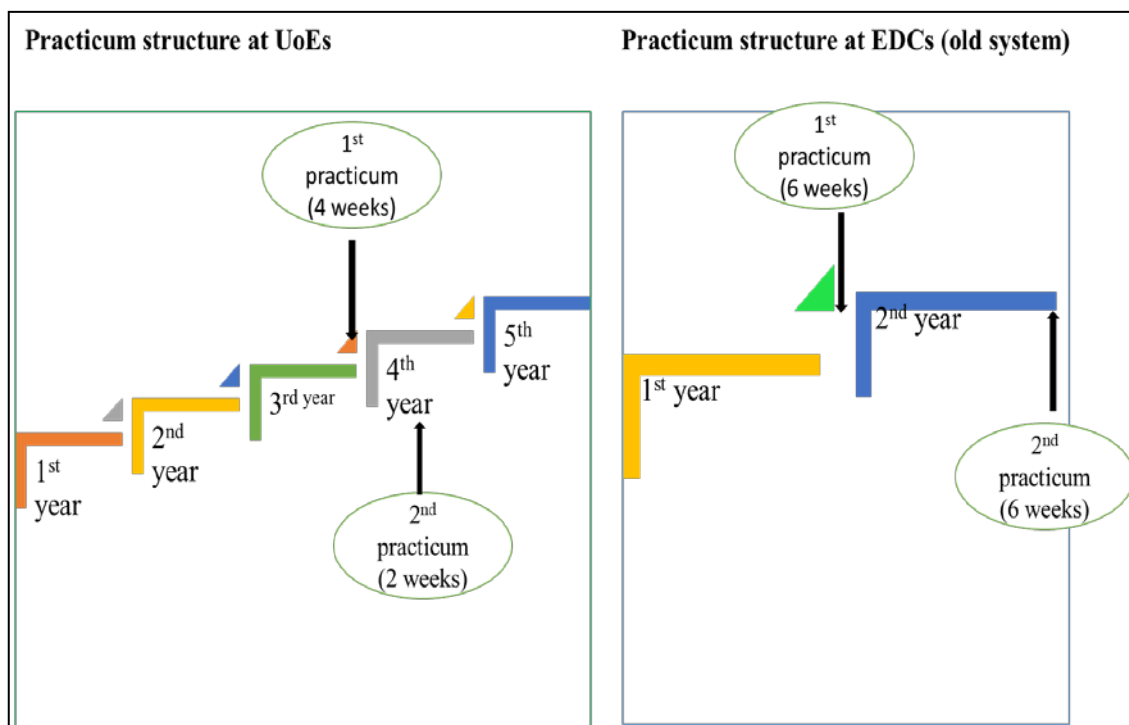 Practicum structure at UoEs
1st
practicum
(4 weeks)
1st
year
2nd
year
3rd year
4th
year
5th
year
2nd
practicum
(2 weeks)
Practicum structure at EDCs (old system)
1st
practicum
(6 weeks)
1st year
2nd year
2nd
practicum
(6 weeks)